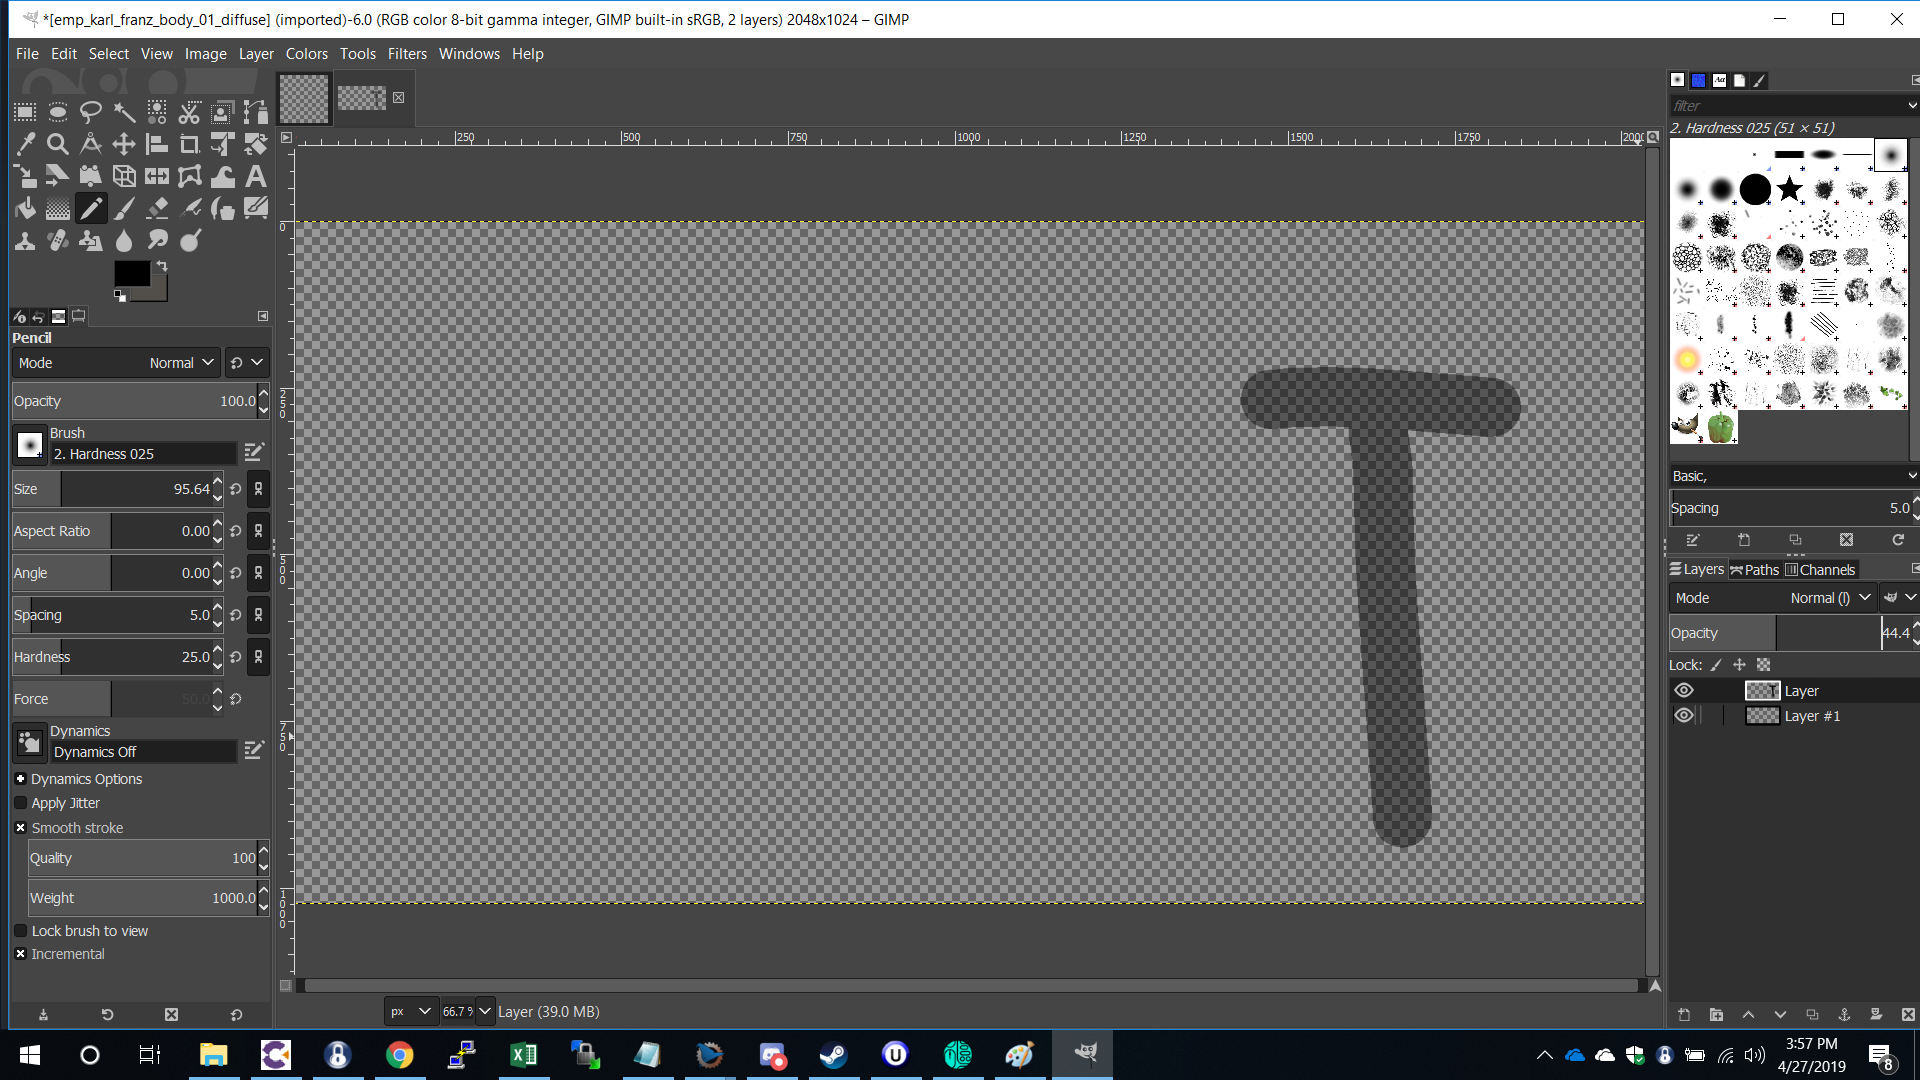 *[emp_karl_franz_body_01_diffuse] (imported)-6.0 (RGB color 8-bit gamma integer, GIMP built-in sRGB, 2 layers) 2048x1024 – GIMP
File Edit Select View Image Layer Colors Tools Filters Windows Help
250 500 750 1000 1250 1500 1750 2000
0
250
500
750
1000
T
Pencil
Mode Normal
Opacity 100.0
Brush
2. Hardness 025
Size 95.64
Aspect Ratio 0.00
Angle 0.00
Spacing 5.0
Hardness 25.0
Force 50.0
Dynamics
Dynamics Off
Dynamics Options
Apply Jitter
Smooth stroke
Quality 100
Weight 1000.0
Lock brush to view
Incremental
px 66.7 % Layer (39.0 MB)
filter
2. Hardness 025 (51 × 51)
Basic,
Spacing 5.0
Layers Paths Channels
Mode Normal (l)
Opacity 44.4
Lock:
Layer
Layer #1
3:57 PM
4/27/2019
8